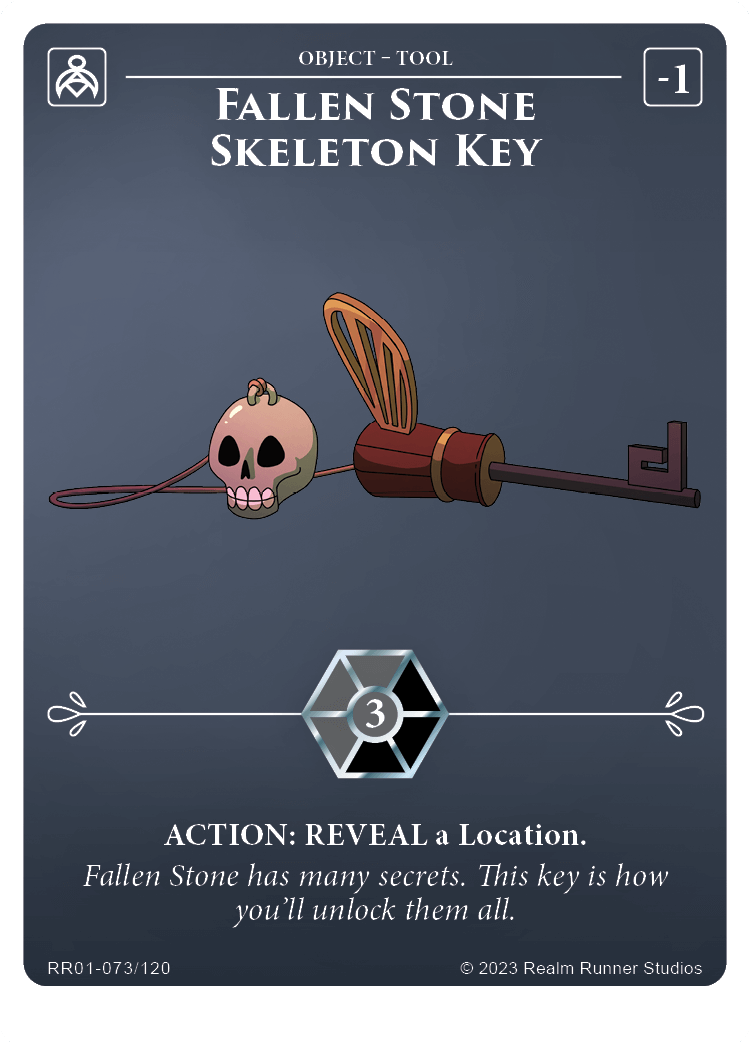 OBJECT – TOOL
-1
FALLEN STONE
SKELETON KEY
3
ACTION: REVEAL a Location.
Fallen Stone has many secrets. This key is how
you’ll unlock them all.
RR01-073/120
© 2023 Realm Runner Studios